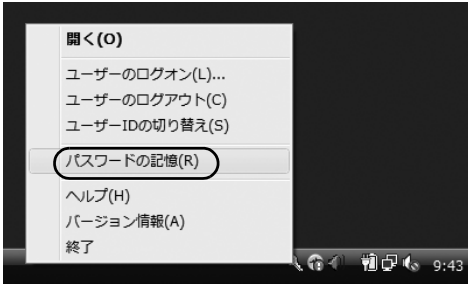 開く(O)
ユーザーのログオン(L)...
ユーザーのログアウト(C)
ユーザーIDの切り替え(S)
パスワードの記憶(R)
ヘルプ(H)
バージョン情報(A)
終了
9:43